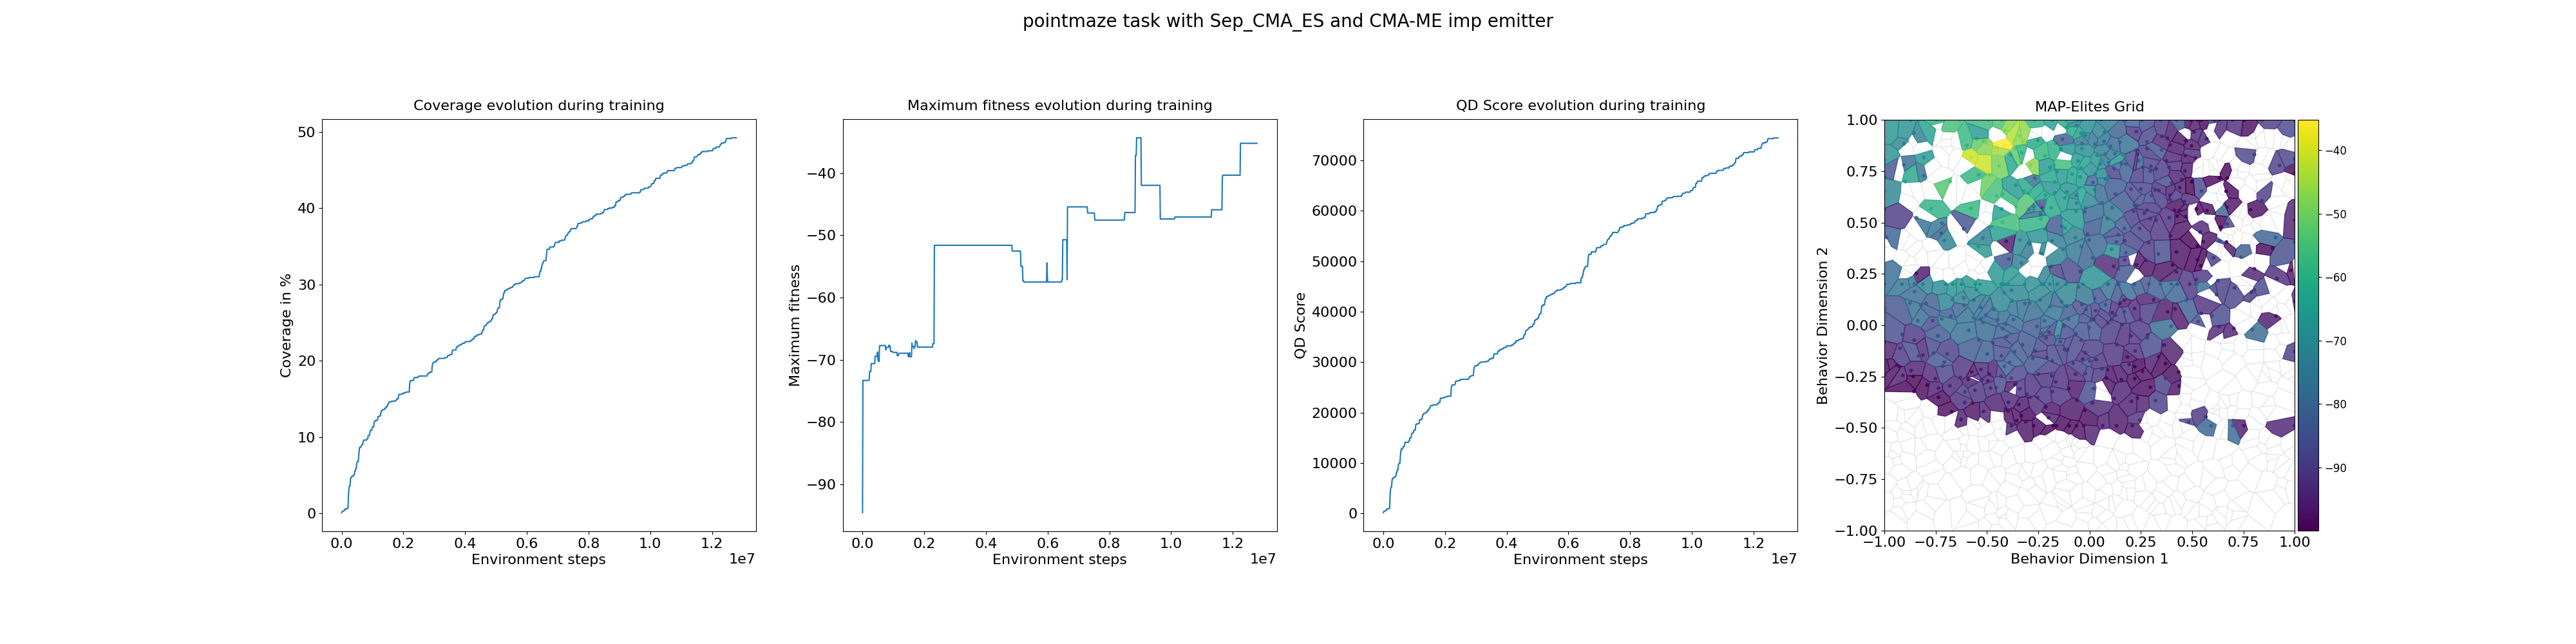 pointmaze task with Sep_CMA_ES and CMA-ME imp emitter
Coverage evolution during training
Coverage in %
50
40
30
20
10
0
0.0 0.2 0.4 0.6 0.8 1.0 1.2
1e7
Environment steps
Maximum fitness evolution during training
Maximum fitness
−40
−50
−60
−70
−80
−90
0.0 0.2 0.4 0.6 0.8 1.0 1.2
1e7
Environment steps
QD Score evolution during training
QD Score
70000
60000
50000
40000
30000
20000
10000
0
0.0 0.2 0.4 0.6 0.8 1.0 1.2
1e7
Environment steps
MAP-Elites Grid
Behavior Dimension 2
1.00
0.75
0.50
0.25
0.00
−0.25
−0.50
−0.75
−1.00
−1.00 −0.75 −0.50 −0.25 0.00 0.25 0.50 0.75 1.00
Behavior Dimension 1
−40
−50
−60
−70
−80
−90